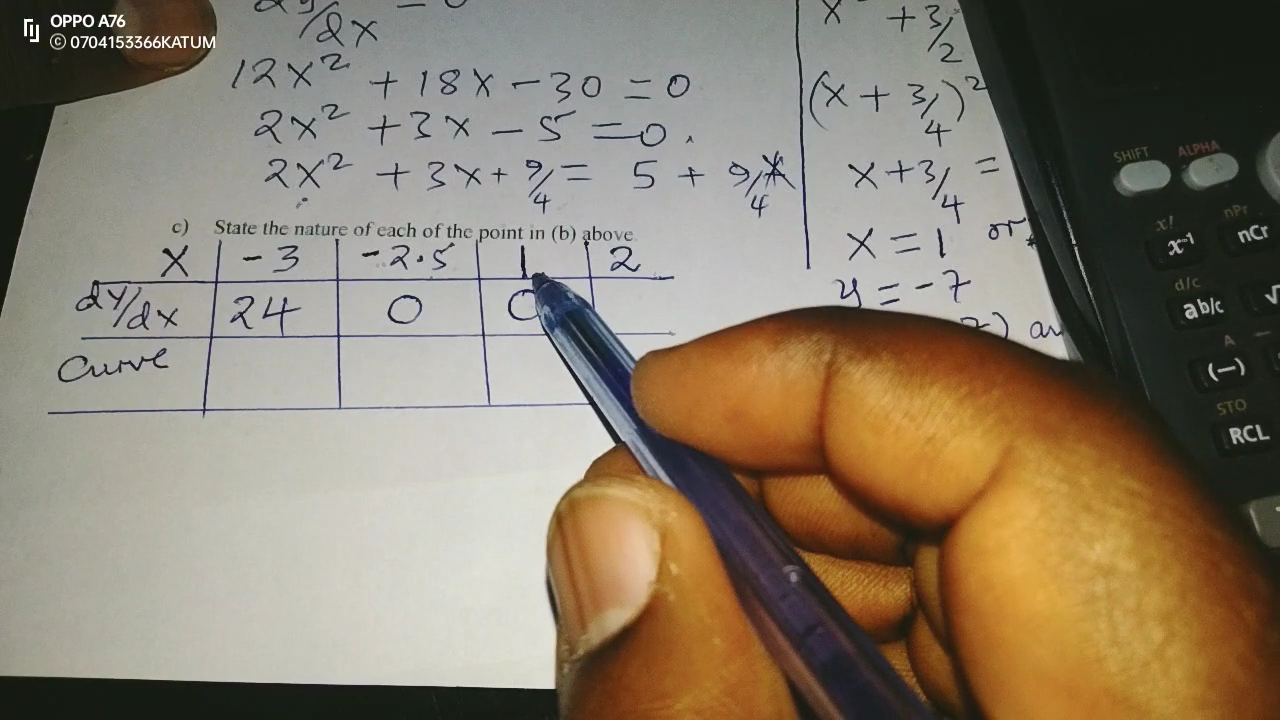 OPPO A76
© 0704153366KATUM
dy/dx = 0
12x² + 18x - 30 = 0
2x² + 3x - 5 = 0.
2x² + 3x + 9/4 = 5 + 9/4
x + 3/2
(x + 3/4)²
x + 3/4 =
x = 1 or
y = -7
c) State the nature of each of the point in (b) above
x -3 -2.5 1 2
dy/dx 24 0 0
Curve
SHIFT ALPHA
x! nPr
x⁻¹ nCr
d/c
ab/c √
A
(−)
STO
RCL